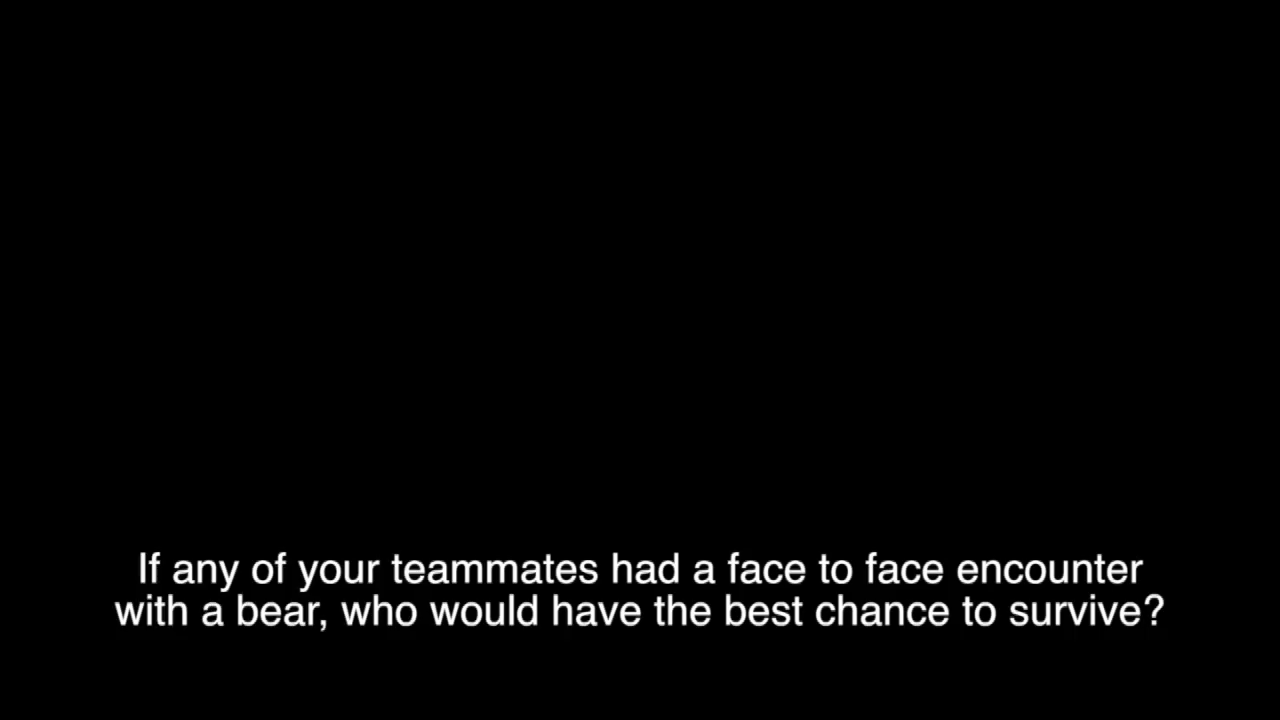 If any of your teammates had a face to face encounter
with a bear, who would have the best chance to survive?